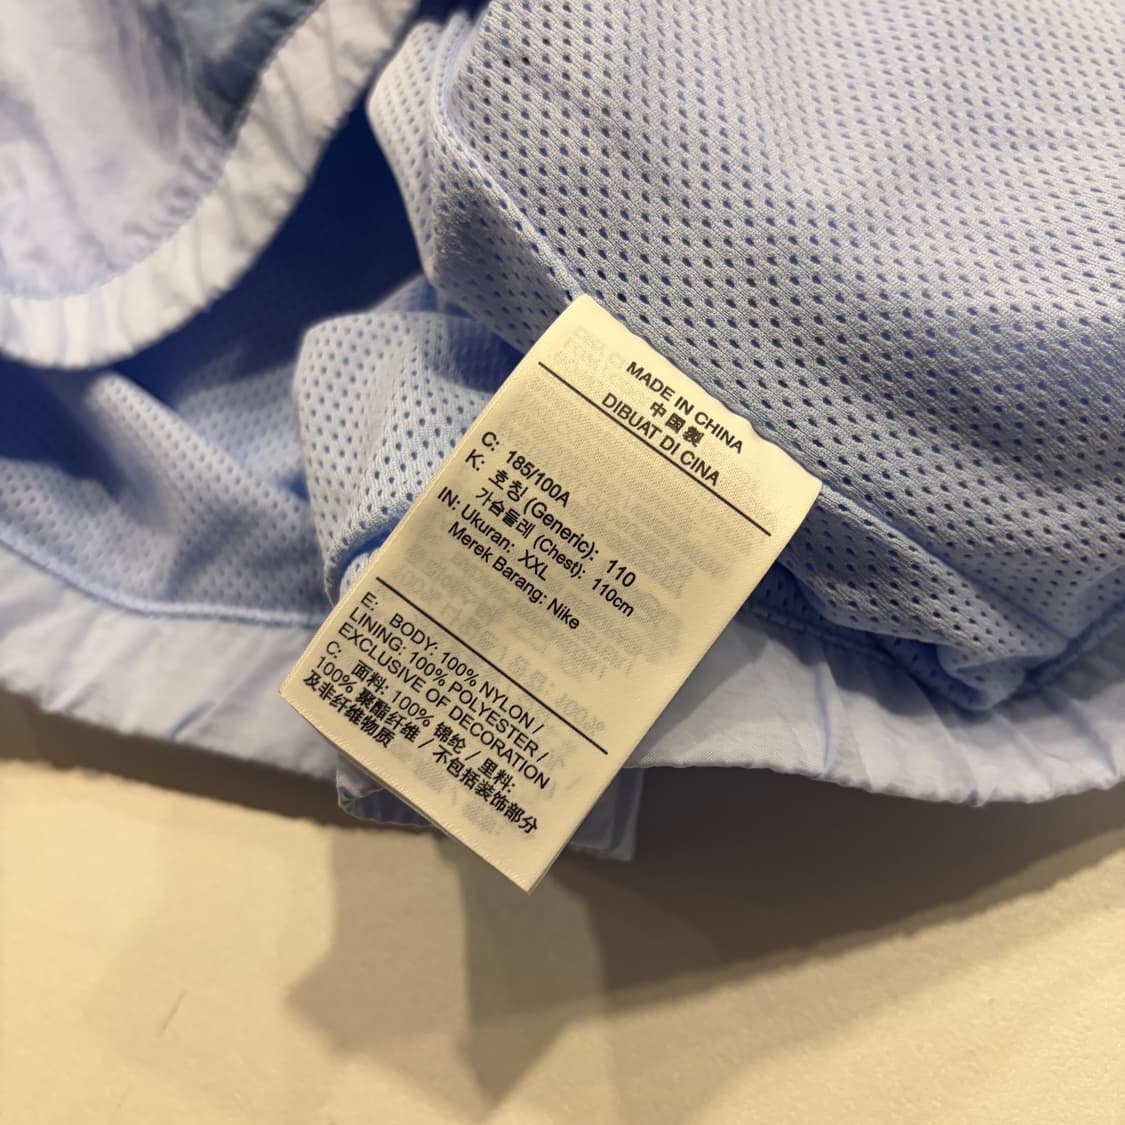 MADE IN CHINA
中国製
DIBUAT DI CINA
C: 185/100A
K: 호칭 (Generic): 110
가슴둘레 (Chest): 110cm
IN: Ukuran: XXL
Merek Barang: Nike
E: BODY: 100% NYLON /
LINING: 100% POLYESTER /
EXCLUSIVE OF DECORATION
C: 面料: 100% 锦纶 / 里料:
100% 聚酯纤维 / 不包括装饰部分
及非纤维物质